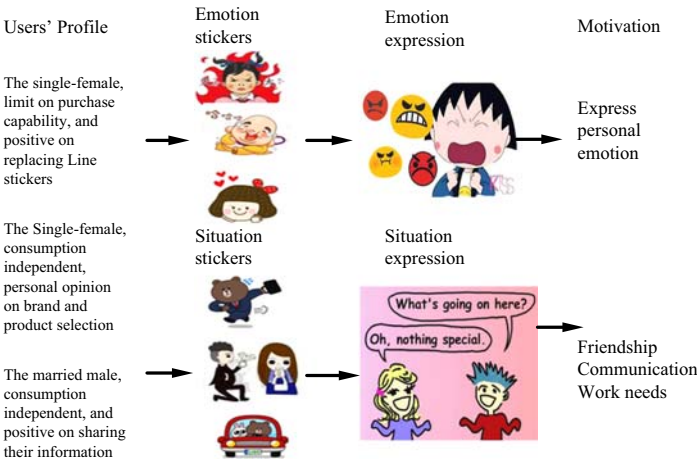 Users' Profile
Emotion
stickers
Emotion
expression
Motivation
The single-female,
limit on purchase
capability, and
positive on
replacing Line
stickers
Express
personal
emotion
The Single-female,
consumption
independent,
personal opinion
on brand and
product selection
Situation
stickers
Situation
expression
What's going on here?
Oh, nothing special.
The married male,
consumption
independent, and
positive on sharing
their information
Friendship
Communication
Work needs